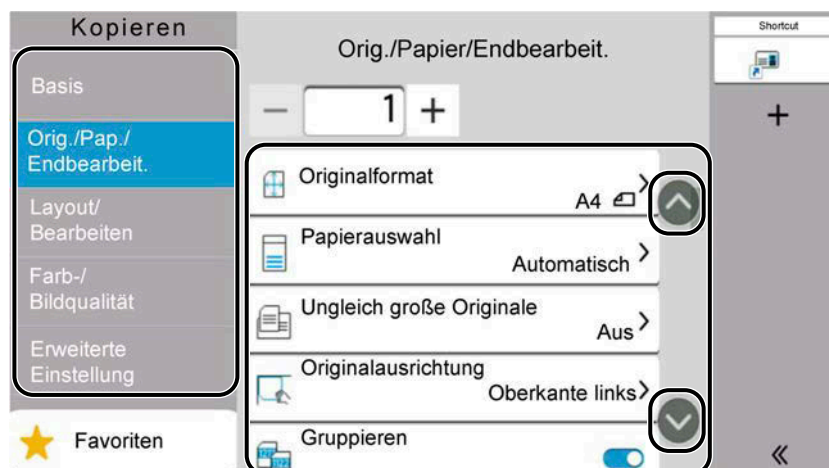 Kopieren
Basis
Orig./Pap./
Endbearbeit.
Layout/
Bearbeiten
Farb-/
Bildqualität
Erweiterte
Einstellung
Favoriten
Orig./Papier/Endbearbeit.
− 1 +
Originalformat
A4
Papierauswahl
Automatisch
Ungleich große Originale
Aus
Originalausrichtung
Oberkante links
Gruppieren
Shortcut
+